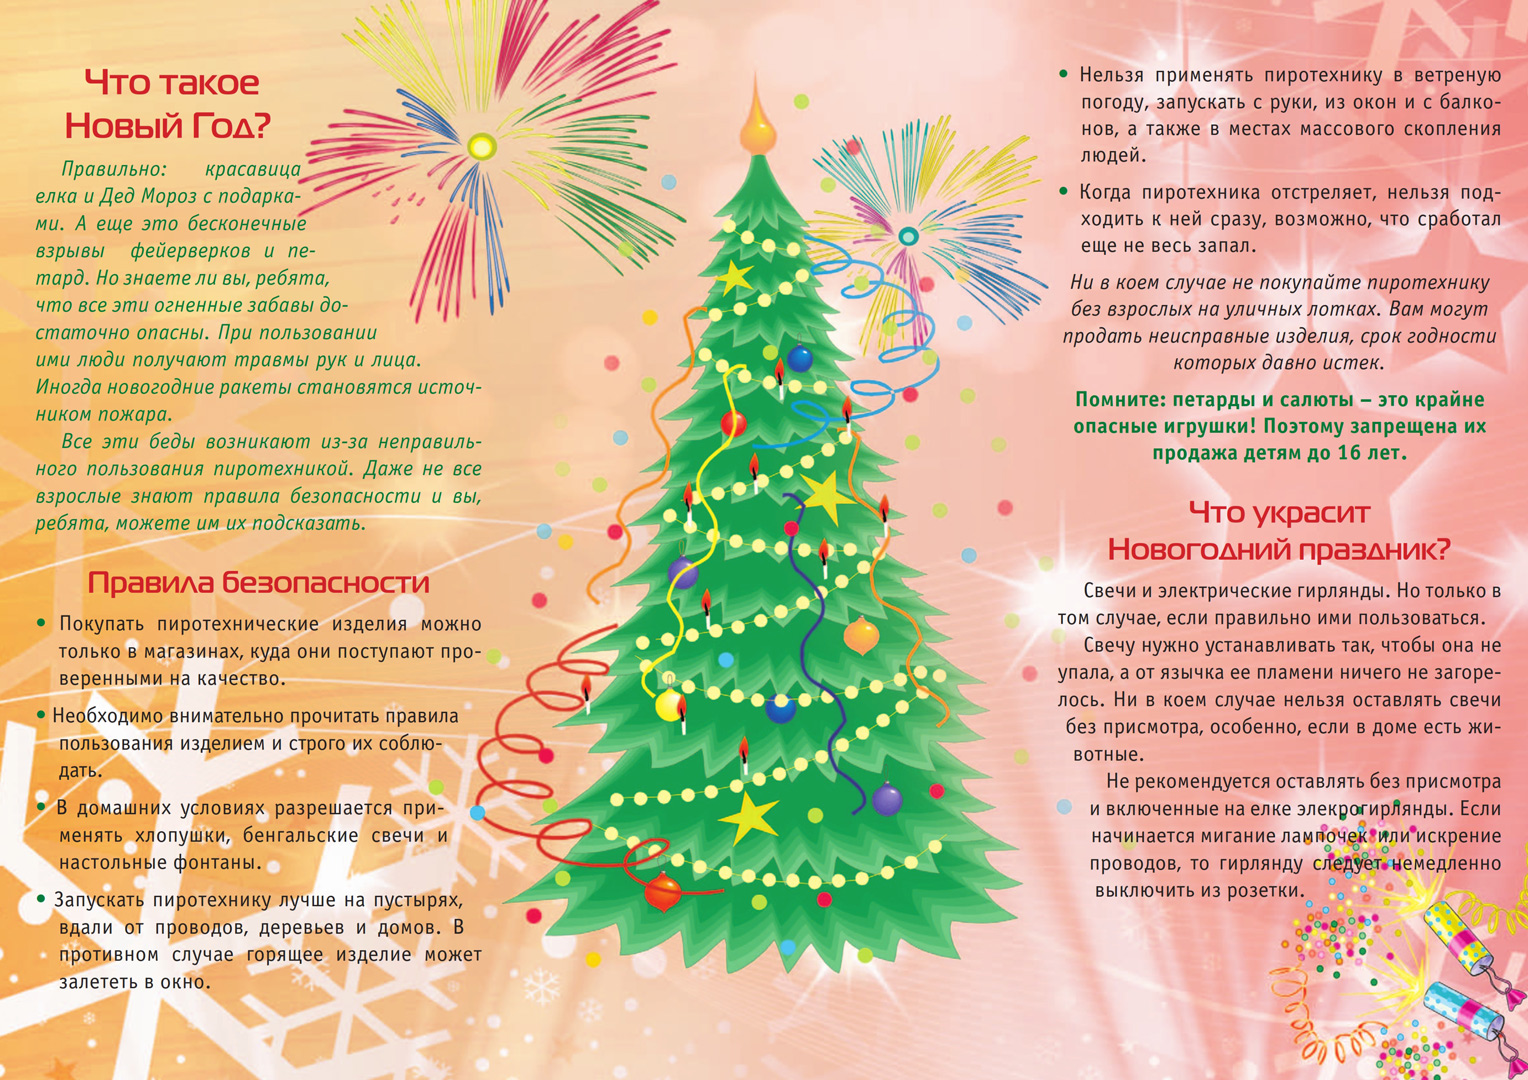 Что такое
Новый Год?
Правильно: красавица
елка и Дед Мороз с подарка-
ми. А еще это бесконечные
взрывы фейерверков и пе-
тард. Но знаете ли вы, ребята,
что все эти огненные забавы до-
статочно опасны. При пользовании
ими люди получают травмы рук и лица.
Иногда новогодние ракеты становятся источ-
ником пожара.
Все эти беды возникают из-за неправиль-
ного пользования пиротехникой. Даже не все
взрослые знают правила безопасности и вы,
ребята, можете им их подсказать.
Правила безопасности
• Покупать пиротехнические изделия можно
только в магазинах, куда они поступают про-
веренными на качество.
• Необходимо внимательно прочитать правила
пользования изделием и строго их соблю-
дать.
• В домашних условиях разрешается при-
менять хлопушки, бенгальские свечи и
настольные фонтаны.
• Запускать пиротехнику лучше на пустырях,
вдали от проводов, деревьев и домов. В
противном случае горящее изделие может
залететь в окно.
• Нельзя применять пиротехнику в ветреную
погоду, запускать с руки, из окон и с балко-
нов, а также в местах массового скопления
людей.
• Когда пиротехника отстреляет, нельзя под-
ходить к ней сразу, возможно, что сработал
еще не весь запал.
Ни в коем случае не покупайте пиротехнику
без взрослых на уличных лотках. Вам могут
продать неисправные изделия, срок годности
которых давно истек.
Помните: петарды и салюты – это крайне
опасные игрушки! Поэтому запрещена их
продажа детям до 16 лет.
Что украсит
Новогодний праздник?
Свечи и электрические гирлянды. Но только в
том случае, если правильно ими пользоваться.
Свечу нужно устанавливать так, чтобы она не
упала, а от язычка ее пламени ничего не загоре-
лось. Ни в коем случае нельзя оставлять свечи
без присмотра, особенно, если в доме есть жи-
вотные.
Не рекомендуется оставлять без присмотра
и включенные на елке элекрогирлянды. Если
начинается мигание лампочек или искрение
проводов, то гирлянду следует немедленно
выключить из розетки.